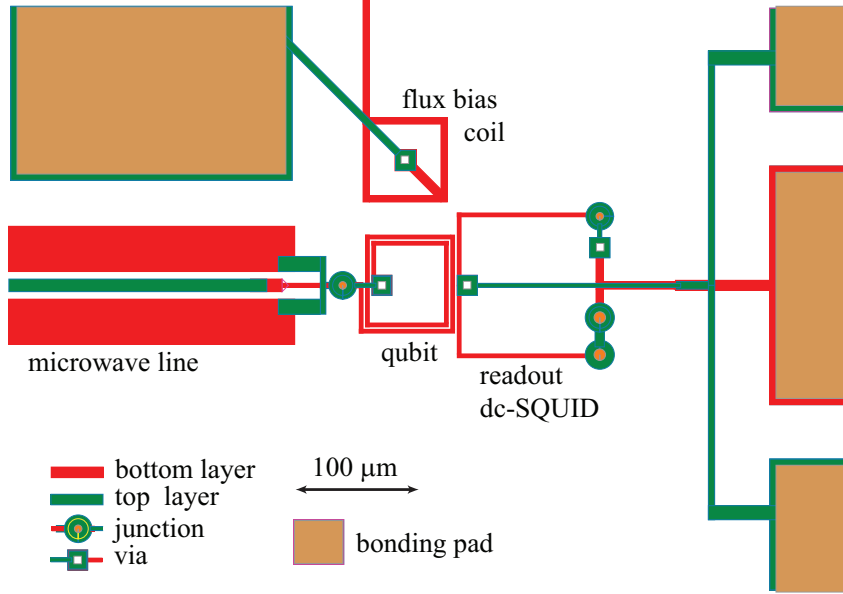 flux bias
coil
microwave line
qubit
readout
dc-SQUID
bottom layer
top layer
junction
via
100 μm
bonding pad